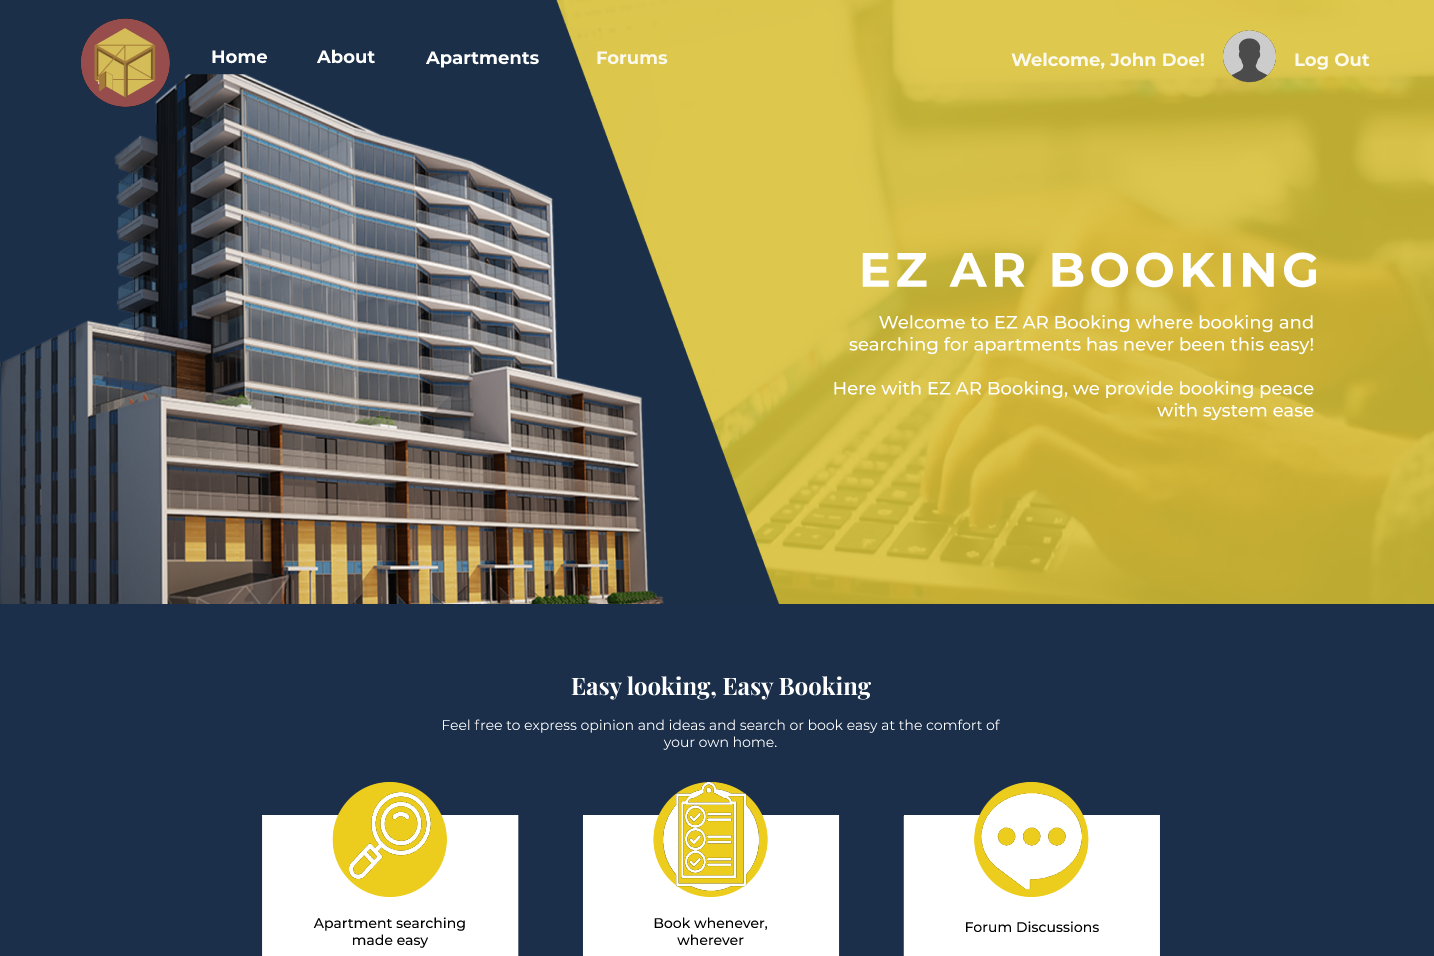 Home About Apartments Forums Welcome, John Doe! Log Out
EZ AR BOOKING
Welcome to EZ AR Booking where booking and
searching for apartments has never been this easy!
Here with EZ AR Booking, we provide booking peace
with system ease
Easy looking, Easy Booking
Feel free to express opinion and ideas and search or book easy at the comfort of
your own home.
Apartment searching
made easy
Book whenever,
wherever
Forum Discussions